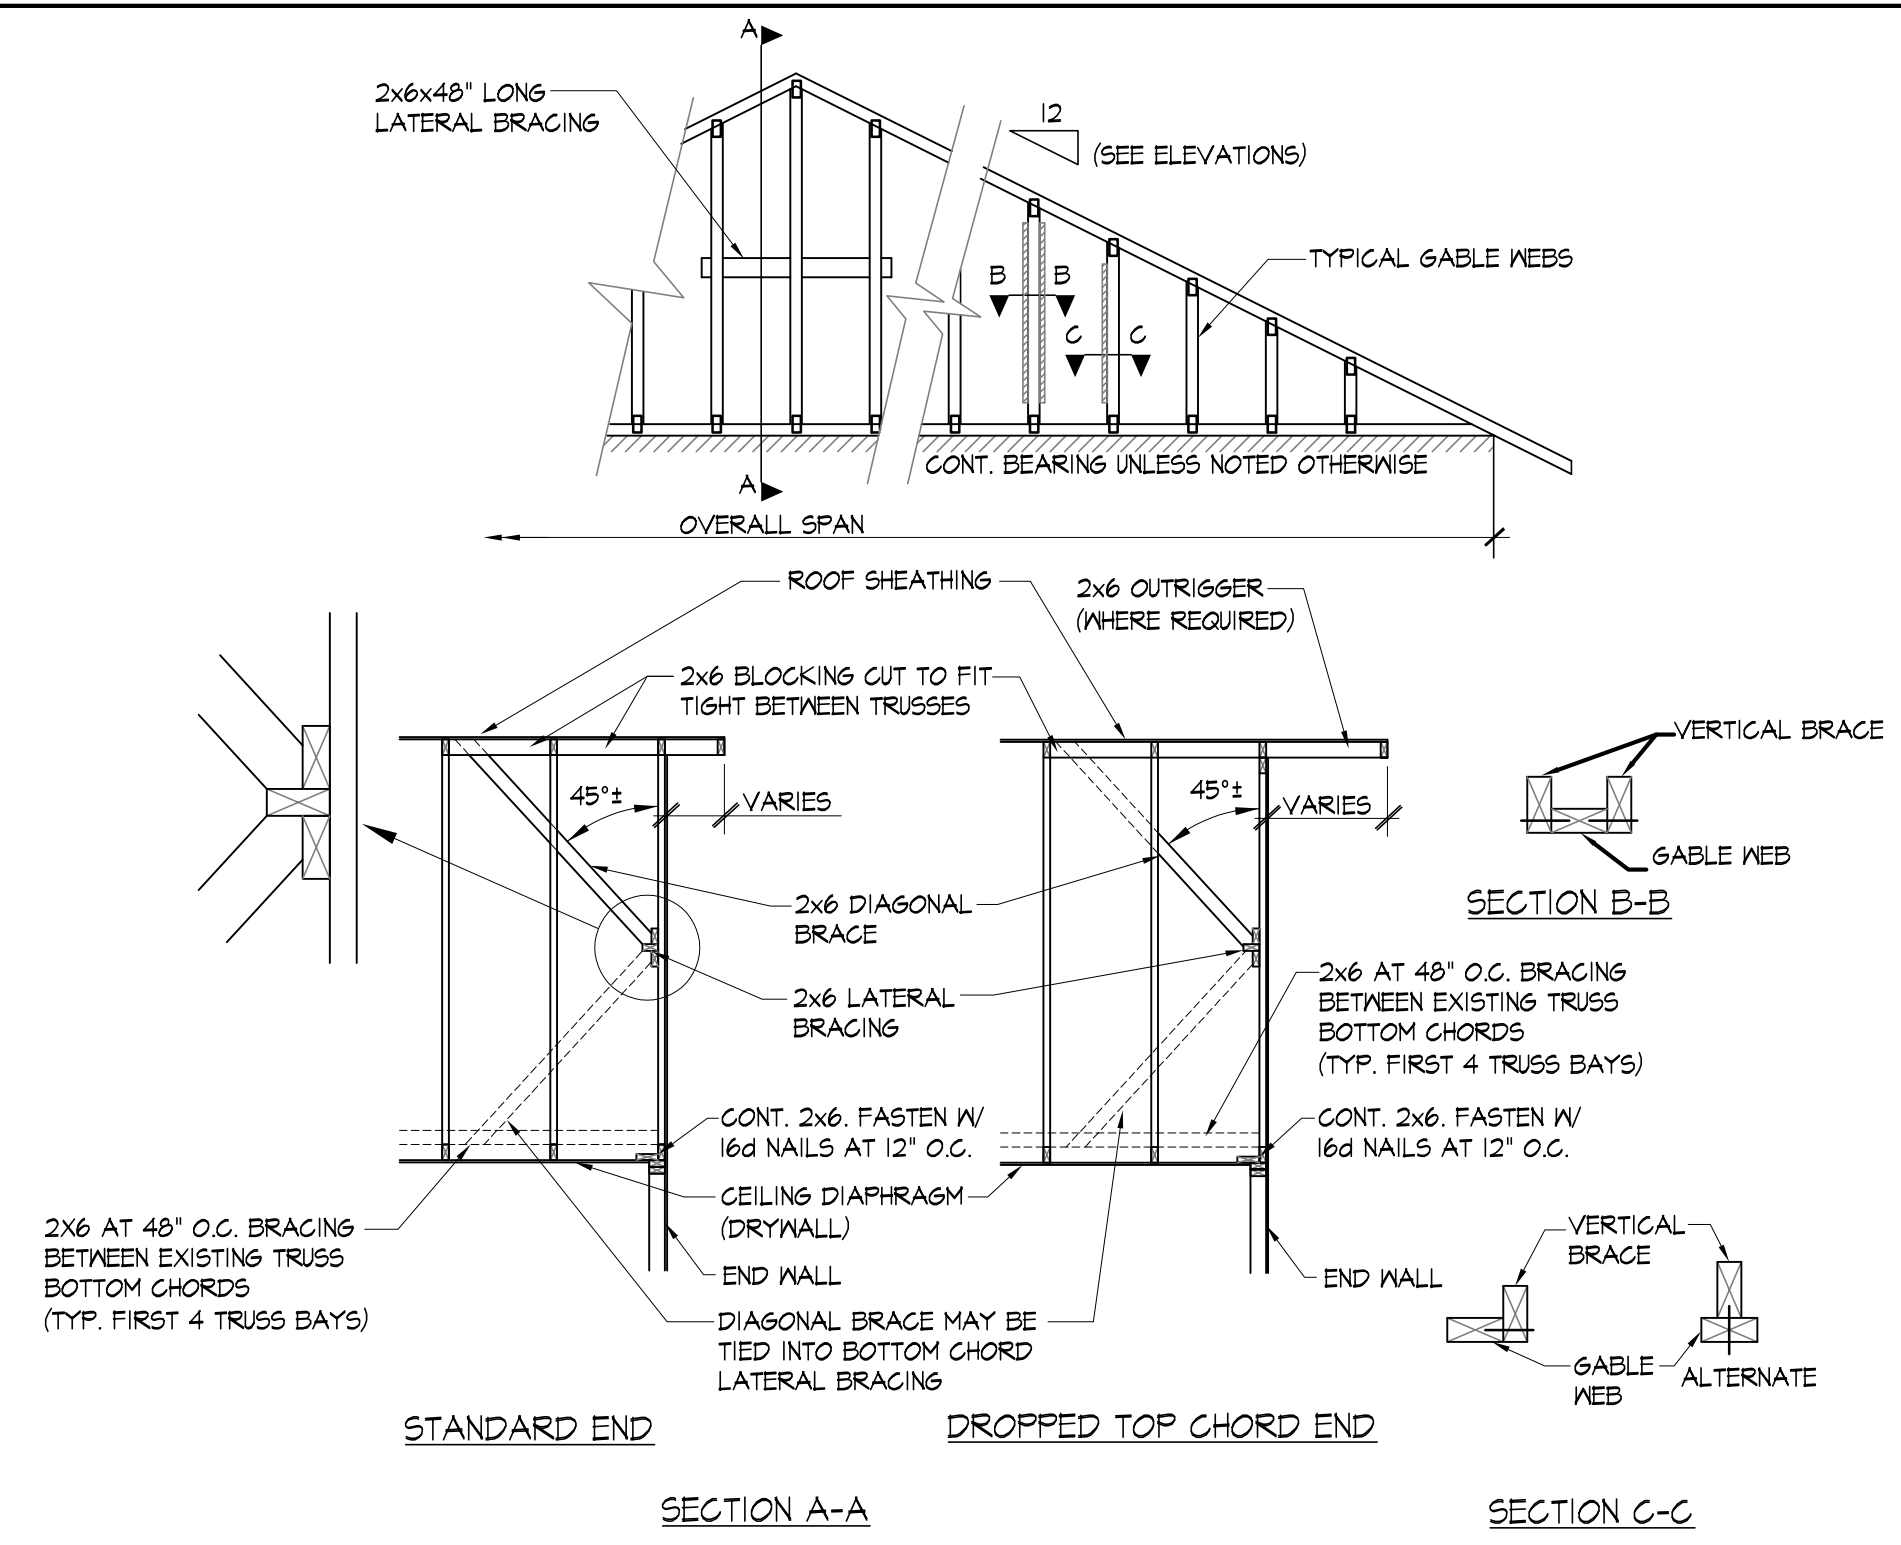 A
2x6x48" LONG
LATERAL BRACING
12
(SEE ELEVATIONS)
TYPICAL GABLE WEBS
B B
C C
CONT. BEARING UNLESS NOTED OTHERWISE
A
OVERALL SPAN
ROOF SHEATHING
2x6 OUTRIGGER
(WHERE REQUIRED)
2x6 BLOCKING CUT TO FIT
TIGHT BETWEEN TRUSSES
45°±
VARIES
45°±
VARIES
2x6 DIAGONAL
BRACE
2x6 LATERAL
BRACING
2x6 AT 48" O.C. BRACING
BETWEEN EXISTING TRUSS
BOTTOM CHORDS
(TYP. FIRST 4 TRUSS BAYS)
CONT. 2x6. FASTEN W/
16d NAILS AT 12" O.C.
CONT. 2x6. FASTEN W/
16d NAILS AT 12" O.C.
CEILING DIAPHRAGM
(DRYWALL)
2X6 AT 48" O.C. BRACING
BETWEEN EXISTING TRUSS
BOTTOM CHORDS
(TYP. FIRST 4 TRUSS BAYS)
END WALL
END WALL
DIAGONAL BRACE MAY BE
TIED INTO BOTTOM CHORD
LATERAL BRACING
STANDARD END
DROPPED TOP CHORD END
SECTION A-A
VERTICAL BRACE
GABLE WEB
SECTION B-B
VERTICAL
BRACE
GABLE
WEB
ALTERNATE
SECTION C-C